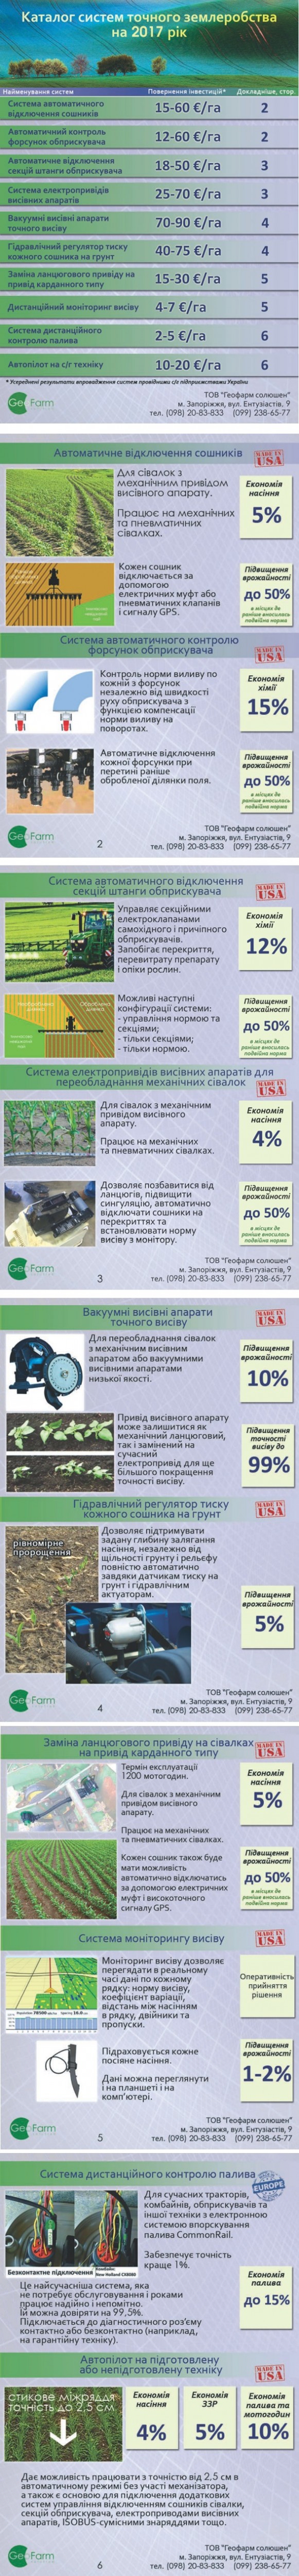 Каталог систем точного землеробства
на 2017 рік
Найменування систем Повернення інвестицій* Докладніше, стор.
Система автоматичного
відключення сошників 15-60 €/га 2
Автоматичний контроль
форсунок обприскувача 12-60 €/га 2
Автоматичне відключення
секцій штанги обприскувача 18-50 €/га 3
Система електропривідів
висівних апаратів 25-70 €/га 3
Вакуумні висівні апарати
точного висіву 70-90 €/га 4
Гідравлічний регулятор тиску
кожного сошника на грунт 40-75 €/га 4
Заміна ланцюгового привіду на
привід карданного типу 15-30 €/га 5
Дистанційний моніторинг висіву 4-7 €/га 5
Система дистанційного
контролю палива 2-5 €/га 6
Автопілот на с/г техніку 10-20 €/га 6
* Усереднені результати впровадження систем провідними с/г підприємствами України
Geo Farm
ТОВ "Геофарм солюшен"
м. Запоріжжя, вул. Ентузіастів, 9
тел. (098) 20-83-833 (099) 238-65-77
Автоматичне відключення сошників
MADE IN
USA
Для сівалок з
механічним привідом
висівного апарату.
Працює на механічних
та пневматичних
сівалках.
Економія
насіння
5%
Кожен сошник
відключається за
допомогою
електричних муфт або
пневматичних клапанів
і сигналу GPS.
Підвищення
врожайності
до 50%
в місцях де
раніше вносилась
подвійна норма
Система автоматичного контролю
форсунок обприскувача
MADE IN
USA
Контроль норми виливу по
кожній з форсунок
незалежно від швидкості
руху обприскувача з
функцією компенсації
норми виливу на
поворотах.
Економія
хімії
15%
Автоматичне відключення
кожної форсунки при
перетині раніше
обробленої ділянки поля.
Підвищення
врожайності
до 50%
в місцях де
раніше вносилась
подвійна норма
Geo Farm
2
ТОВ "Геофарм солюшен"
м. Запоріжжя, вул. Ентузіастів, 9
тел. (098) 20-83-833 (099) 238-65-77
Система автоматичного відключення
секцій штанги обприскувача
MADE IN
USA
Управляє секційними
електроклапанами
самохідного і причіпного
обприскувачів.
Запобігає перекриття,
перевитрату препарату
і опіки рослин.
Економія
хімії
12%
Можливі наступні
конфігурації системи:
- управління нормою та
секціями;
- тільки секціями;
- тільки нормою.
Підвищення
врожайності
до 50%
в місцях де
раніше вносилась
подвійна норма
Система електропривідів висівних апаратів для
переобладнання механічних сівалок
MADE IN
USA
Для сівалок з механічним
привідом висівного
апарату.
Працює на механічних
та пневматичних сівалках.
Економія
насіння
4%
Дозволяє позбавитися від
ланцюгів, підвищити
сингуляцію, автоматично
відключати сошники на
перекриттях та
встановлювати норму
висіву з монітору.
Підвищення
врожайності
до 50%
в місцях де
раніше вносилась
подвійна норма
Geo Farm
3
ТОВ "Геофарм солюшен"
м. Запоріжжя, вул. Ентузіастів, 9
тел. (098) 20-83-833 (099) 238-65-77
Вакуумні висівні апарати
точного висіву
MADE IN
USA
Для переобладнання сівалок
з механічним висівним
апаратом або вакуумними
висівними апаратами
низької якості.
Підвищення
врожайності
10%
Привід висівного апарату
може залишитися як
механічний ланцюговий,
так і замінений на
сучасний
електропривід для ще
більшого покращення
точності висіву.
Підвищення
точності
висіву до
99%
Гідравлічний регулятор тиску
кожного сошника на грунт
MADE IN
USA
рівномірне
пророщення
Дозволяє підтримувати
задану глибину залягання
насіння, незалежно від
щільності грунту і рельєфу
повністю автоматично
завдяки датчикам тиску на
грунт і гідравлічним
актуаторам.
Підвищення
врожайності
5%
Geo Farm
4
ТОВ "Геофарм солюшен"
м. Запоріжжя, вул. Ентузіастів, 9
тел. (098) 20-83-833 (099) 238-65-77
Заміна ланцюгового привіду на сівалках
на привід карданного типу
MADE IN
USA
Термін експлуатації
1200 мотогодин.
Для сівалок з механічним
привідом висівного
апарату.
Працює на механічних
та пневматичних сівалках.
Економія
насіння
5%
Кожен сошник також буде
мати можливість
автоматично відключатись
за допомогою електричних
муфт і високоточного
сигналу GPS.
Підвищення
врожайності
до 50%
в місцях де
раніше вносилась
подвійна норма
Система моніторингу висіву
MADE IN
USA
Моніторинг висіву дозволяє
перегядати в реальному
часі дані по кожному
рядку: норму висіву,
коефіцієнт варіації,
відстань між насінням
в рядку, двійники та
пропуски.
Оперативність
прийняття
рішення
Підраховується кожне
посіяне насіння.
Дані можна переглянути
і на планшеті і на
комп'ютері.
Підвищення
врожайності
1-2%
Geo Farm
5
ТОВ "Геофарм солюшен"
м. Запоріжжя, вул. Ентузіастів, 9
тел. (098) 20-83-833 (099) 238-65-77
Система дистанційного контролю палива
EUROPE
Для сучасних тракторів,
комбайнів, обприскувачів та
іншої техніки з електронною
системою впорскування
палива CommonRail.
Забезпечує точність
краще 1%.
Безконтактне підключення
Комбайн:
New Holland CX8080
Це найсучасніша система, яка
не потребує обслуговування і роками
працює надійно і непомітно.
Їй можна довіряти на 99,5%.
Підключається до діагностичного роз'єму
контактно або безконтактно (наприклад,
на гарантійну техніку).
Економія
палива
до 15%
Автопілот на підготовлену
або непідготовлену техніку
MADE IN
USA
стикове міжряддя
точність до 2,5 см
Економія
насіння
4%
Економія
ЗЗР
5%
Економія
палива та
мотогодин
10%
Дає можливість працювати з точністю від 2,5 см в
автоматичному режимі без участі механізатора,
а також є основою для підключення додаткових
систем управління відключенням сошників сівалки,
секцій обприскувача, електроприводами висівних
апаратів, ISOBUS-сумісними знаряддями тощо.
Geo Farm
6
ТОВ "Геофарм солюшен"
м. Запоріжжя, вул. Ентузіастів, 9
тел. (098) 20-83-833 (099) 238-65-77